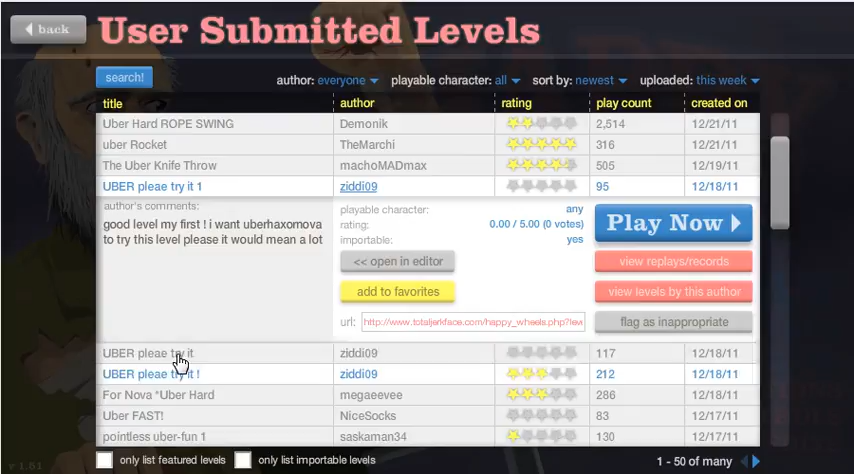 back
User Submitted Levels
search!
author: everyone playable character: all sort by: newest uploaded: this week
title author rating play count created on
Uber Hard ROPE SWING Demonik 2,514 12/21/11
uber Rocket TheMarchi 316 12/21/11
The Uber Knife Throw machoMADmax 505 12/19/11
UBER pleae try it 1 ziddi09 95 12/18/11
author's comments:
good level my first ! i want uberhaxornova
to try this level please it would mean a lot
playable character: any
rating: 0.00 / 5.00 (0 votes)
importable: yes
<< open in editor
add to favorites
url: http://www.totaljerkface.com/happy_wheels.php?lev
Play Now
view replays/records
view levels by this author
flag as inappropriate
UBER pleae try it ziddi09 117 12/18/11
UBER pleae try it ! ziddi09 212 12/18/11
For Nova "Uber Hard megaeevee 286 12/18/11
Uber FAST! NiceSocks 83 12/17/11
pointless uber-fun 1 saskaman34 130 12/17/11
only list featured levels only list importable levels 1 - 50 of many
v 1.51